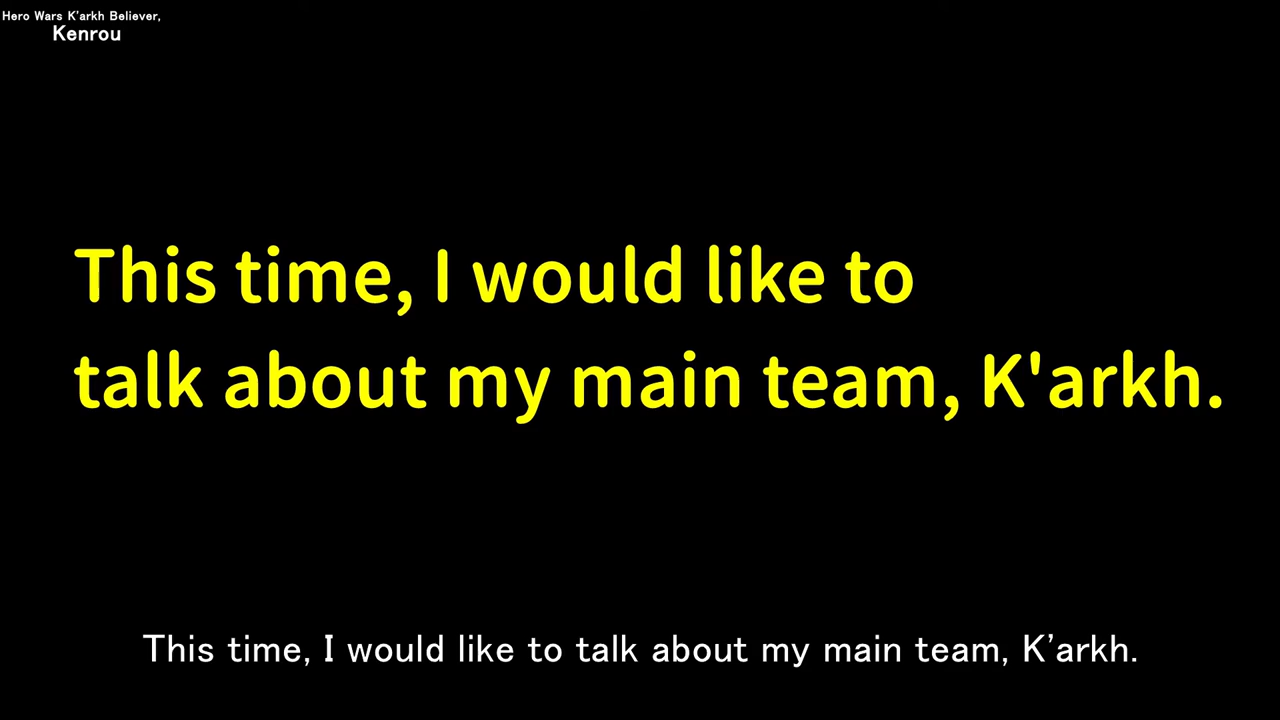 Hero Wars K'arkh Believer,
Kenrou
This time, I would like to
talk about my main team, K'arkh.
This time, I would like to talk about my main team, K’arkh.